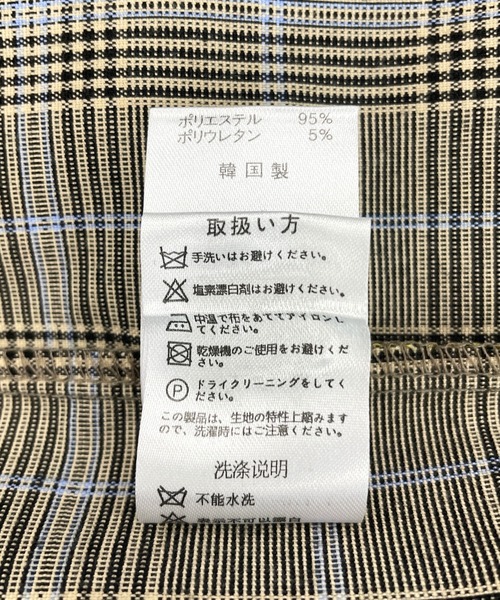 ポリエステル 95%
ポリウレタン 5%
韓国製
取扱い方
手洗いはお避けください。
塩素漂白剤はお避けください。
中温で布をあててアイロンし
てください。
乾燥機のご使用をお避けくだ
さい。
P ドライクリーニングをしてく
ださい。
この製品は、生地の特性上縮みます
ので、洗濯時にはご注意ください。
洗涤说明
不能水洗